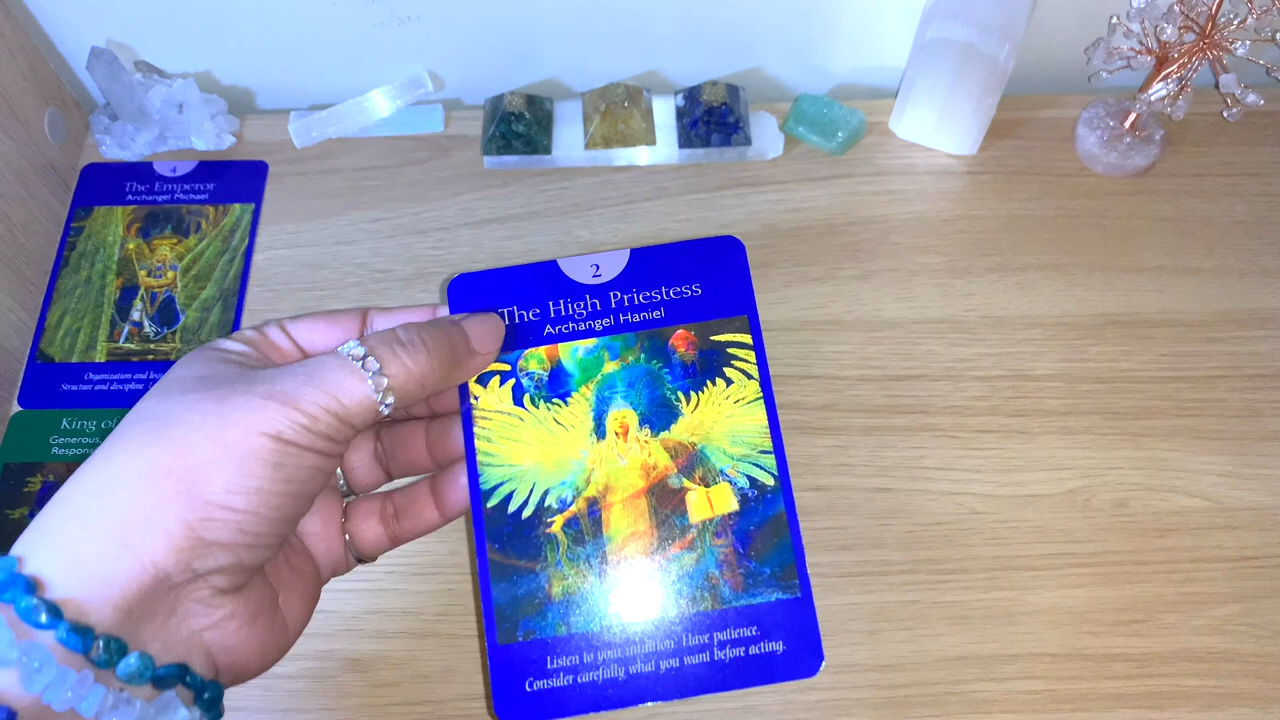 4
The Emperor
Archangel Michael
Organization and
Structure and discipline
King of
Generous,
2
The High Priestess
Archangel Haniel
Listen to your intuition. Have patience.
Consider carefully what you want before acting.